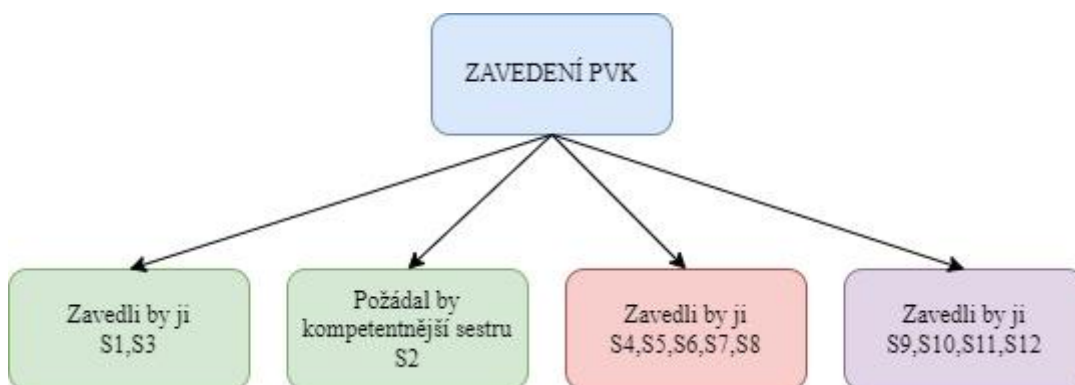 ZAVEDENÍ PVK
Zavedli by ji
S1,S3
Požádal by
kompetentnější sestru
S2
Zavedli by ji
S4,S5,S6,S7,S8
Zavedli by ji
S9,S10,S11,S12